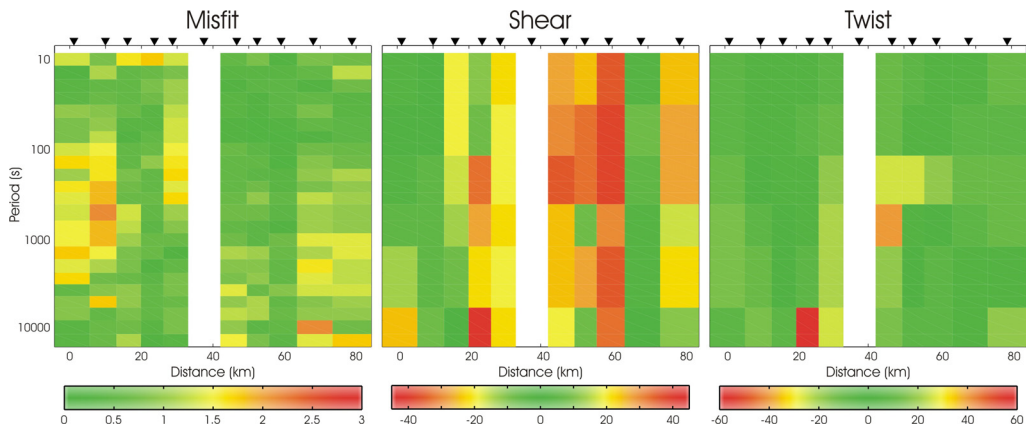 Misfit
Shear
Twist
Period (s)
10
100
1000
10000
0 20 40 60 80
0 20 40 60 80
0 20 40 60 80
Distance (km)
Distance (km)
Distance (km)
0 0.5 1 1.5 2 2.5 3
-40 -20 0 20 40
-60 -40 -20 0 20 40 60